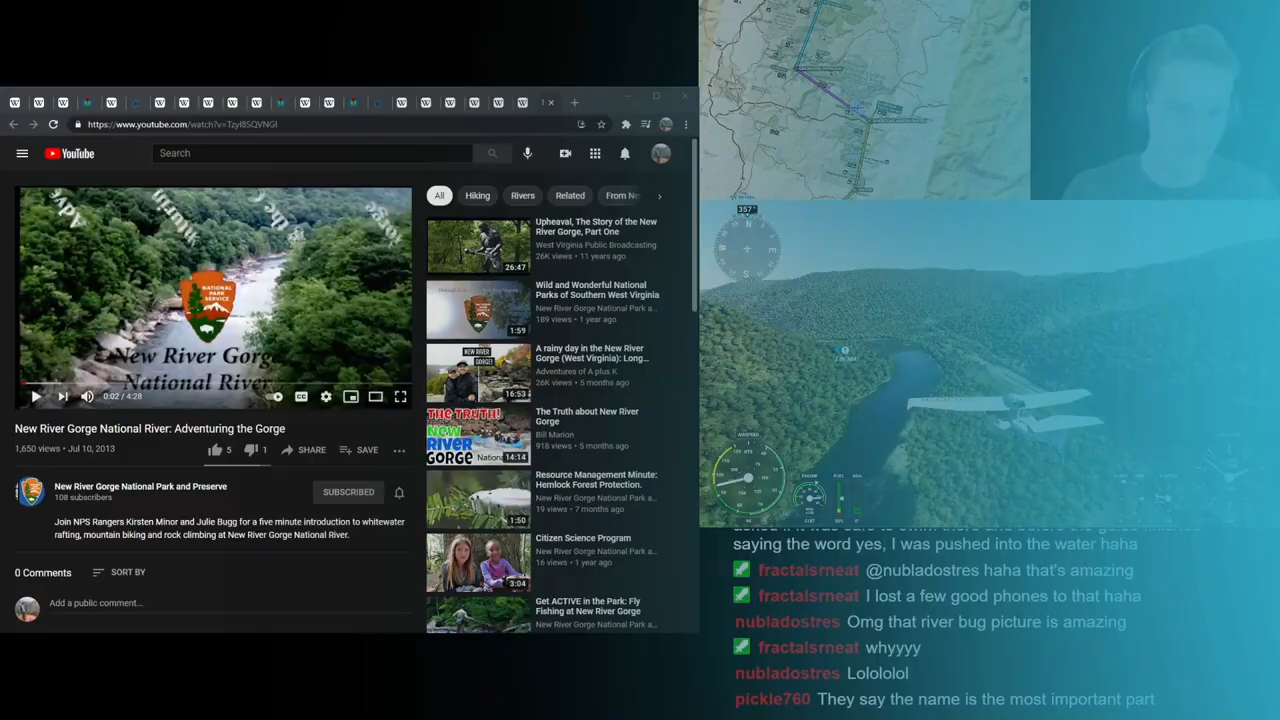 https://www.youtube.com/watch?v=TzyI8SQVNGI
YouTube
Search
All
Hiking
Rivers
Related
From Ne
NATIONAL
PARK
SERVICE
New River Gorge
National River
0:02 / 4:28
New River Gorge National River: Adventuring the Gorge
1,650 views • Jul 10, 2013
5
1
SHARE
SAVE
New River Gorge National Park and Preserve
108 subscribers
SUBSCRIBED
Join NPS Rangers Kirsten Minor and Julie Bugg for a five minute introduction to whitewater
rafting, mountain biking and rock climbing at New River Gorge National River.
0 Comments
SORT BY
Add a public comment...
26:47
Upheaval, The Story of the New
River Gorge, Part One
West Virginia Public Broadcasting
26K views • 11 years ago
1:59
Wild and Wonderful National
Parks of Southern West Virginia
New River Gorge National Park a...
189 views • 1 year ago
NEW RIVER
GORGE!
16:53
A rainy day in the New River
Gorge (West Virginia): Long...
Adventures of A plus K
26K views • 5 months ago
THE TRUTH!
NEW
RIVER
GORGE
14:14
The Truth about New River
Gorge
Bill Marion
918 views • 5 months ago
1:50
Resource Management Minute:
Hemlock Forest Protection.
New River Gorge National Park a...
19 views • 7 months ago
3:04
Citizen Science Program
New River Gorge National Park a...
16 views • 1 year ago
Get ACTIVE in the Park: Fly
Fishing at New River Gorge
New River Gorge National Park a...
357°
N
W
E
S
AIRSPEED
ENGINE
FUEL
saying the word yes, I was pushed into the water haha
fractalsrneat @nubladostres haha that's amazing
fractalsrneat I lost a few good phones to that haha
nubladostres Omg that river bug picture is amazing
fractalsrneat whyyyy
nubladostres Lolololol
pickle760 They say the name is the most important part